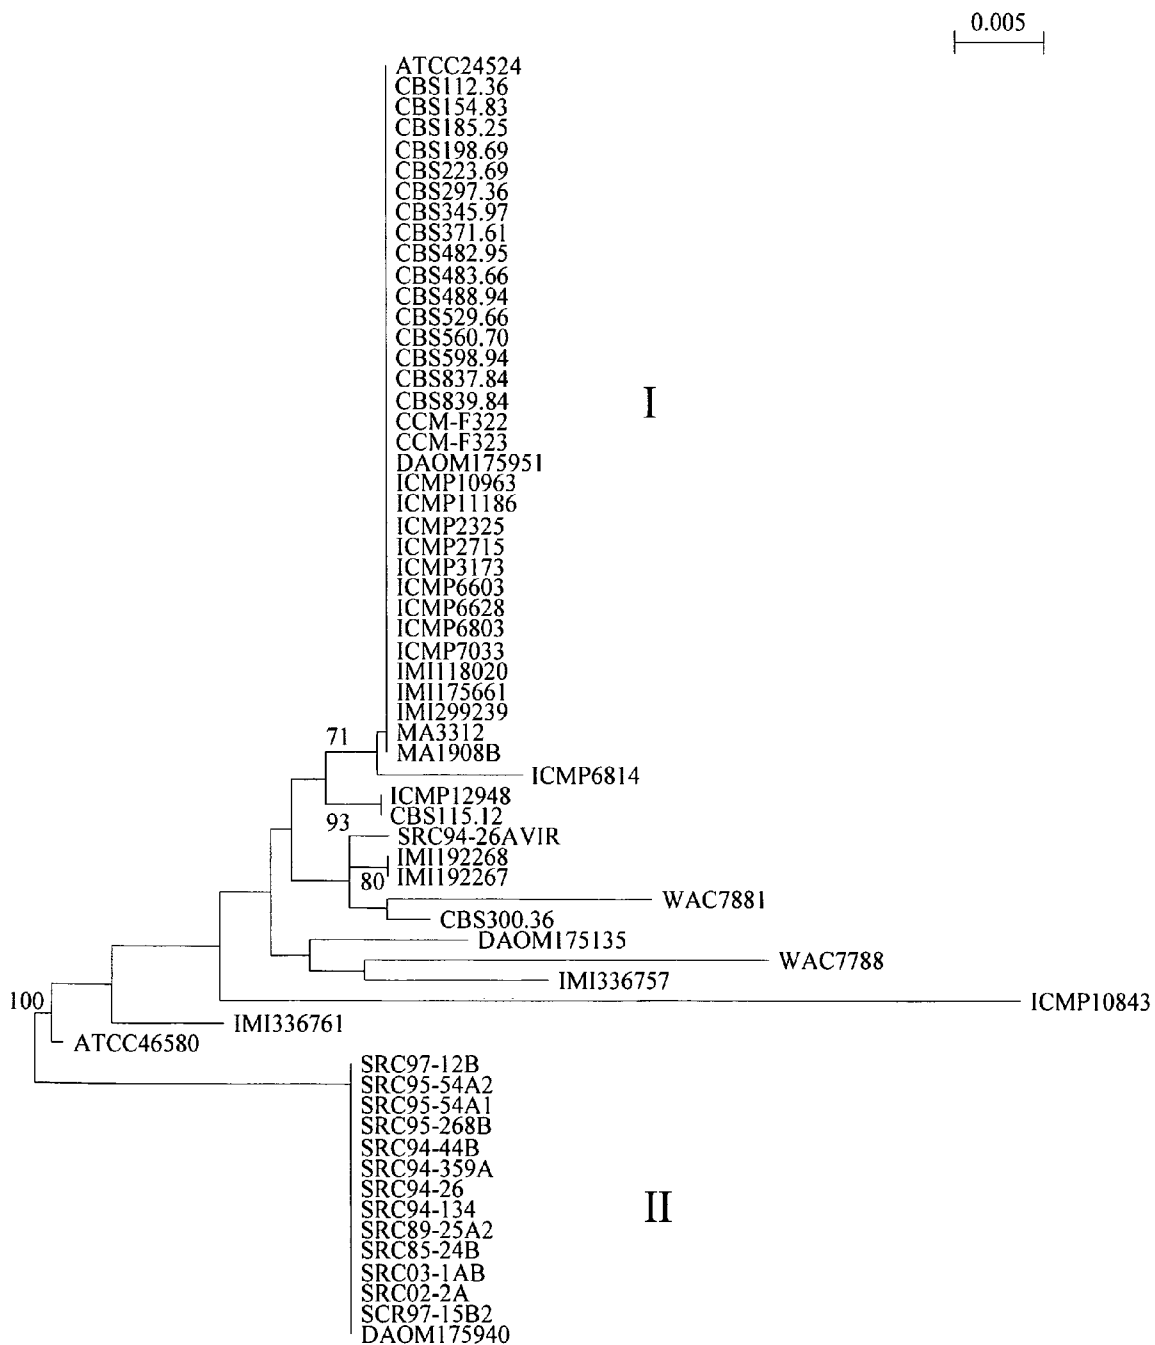 0.005
ATCC24524
CBS112.36
CBS154.83
CBS185.25
CBS198.69
CBS223.69
CBS297.36
CBS345.97
CBS371.61
CBS482.95
CBS483.66
CBS488.94
CBS529.66
CBS560.70
CBS598.94
CBS837.84
CBS839.84
I
CCM-F322
CCM-F323
DAOM175951
ICMP10963
ICMP11186
ICMP2325
ICMP2715
ICMP3173
ICMP6603
ICMP6628
ICMP6803
ICMP7033
IMI118020
IMI175661
IMI299239
MA3312
71
MA1908B
ICMP6814
ICMP12948
CBS115.12
93
SRC94-26AVIR
IMI192268
IMI192267
80
WAC7881
CBS300.36
DAOM175135
WAC7788
IMI336757
ICMP10843
100
IMI336761
ATCC46580
SRC97-12B
SRC95-54A2
SRC95-54A1
SRC95-268B
SRC94-44B
SRC94-359A
SRC94-26
SRC94-134
II
SRC89-25A2
SRC85-24B
SRC03-1AB
SRC02-2A
SCR97-15B2
DAOM175940